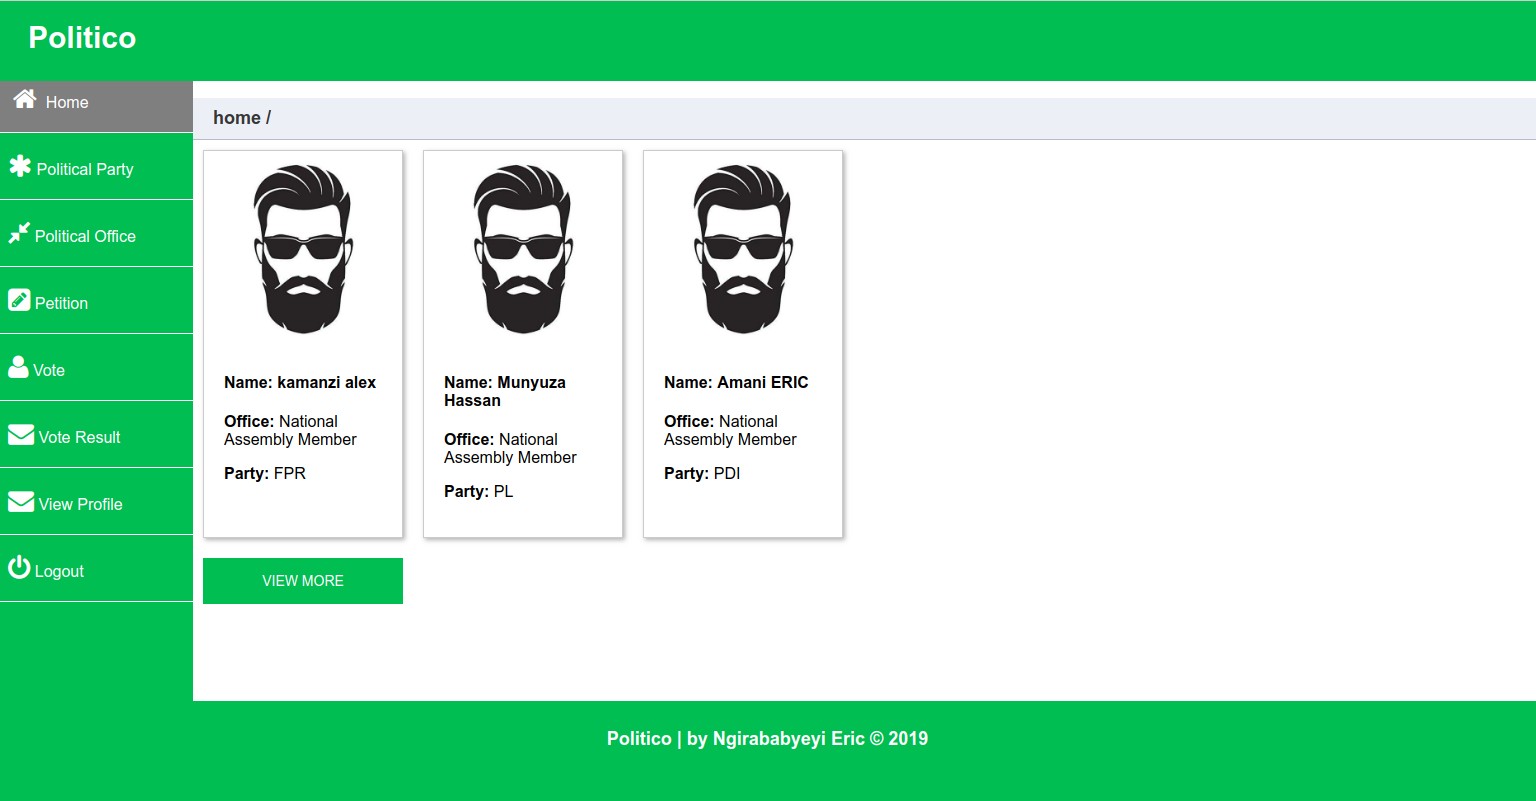 Politico
Home
Political Party
Political Office
Petition
Vote
Vote Result
View Profile
Logout
home /
Name: kamanzi alex
Office: National
Assembly Member
Party: FPR
Name: Munyuza
Hassan
Office: National
Assembly Member
Party: PL
Name: Amani ERIC
Office: National
Assembly Member
Party: PDI
VIEW MORE
Politico | by Ngirababyeyi Eric © 2019